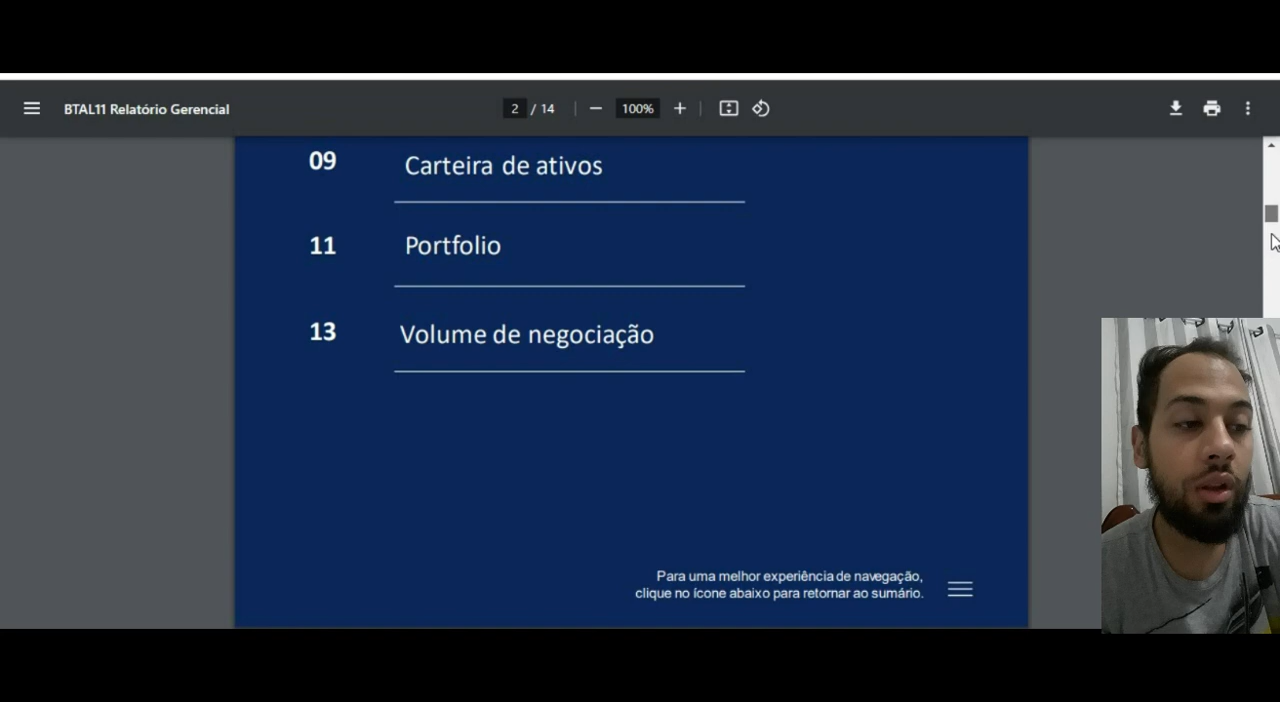 BTAL11 Relatório Gerencial
2 / 14
100%
09 Carteira de ativos
11 Portfolio
13 Volume de negociação
Para uma melhor experiência de navegação,
clique no ícone abaixo para retornar ao sumário.